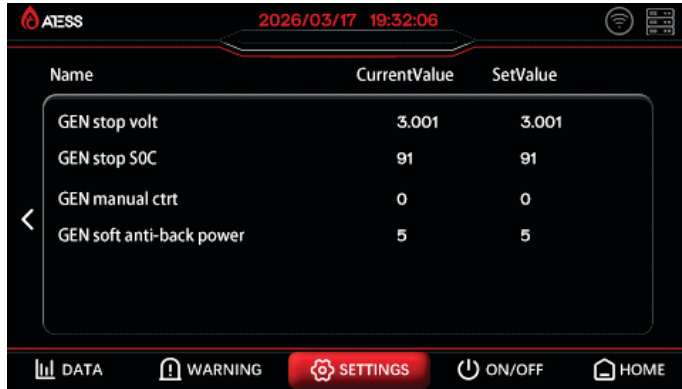 ATESS 2026/03/17 19:32:06
Name CurrentValue SetValue
GEN stop volt 3.001 3.001
GEN stop SOC 91 91
GEN manual ctrt 0 0
GEN soft anti-back power 5 5
DATA WARNING SETTINGS ON/OFF HOME